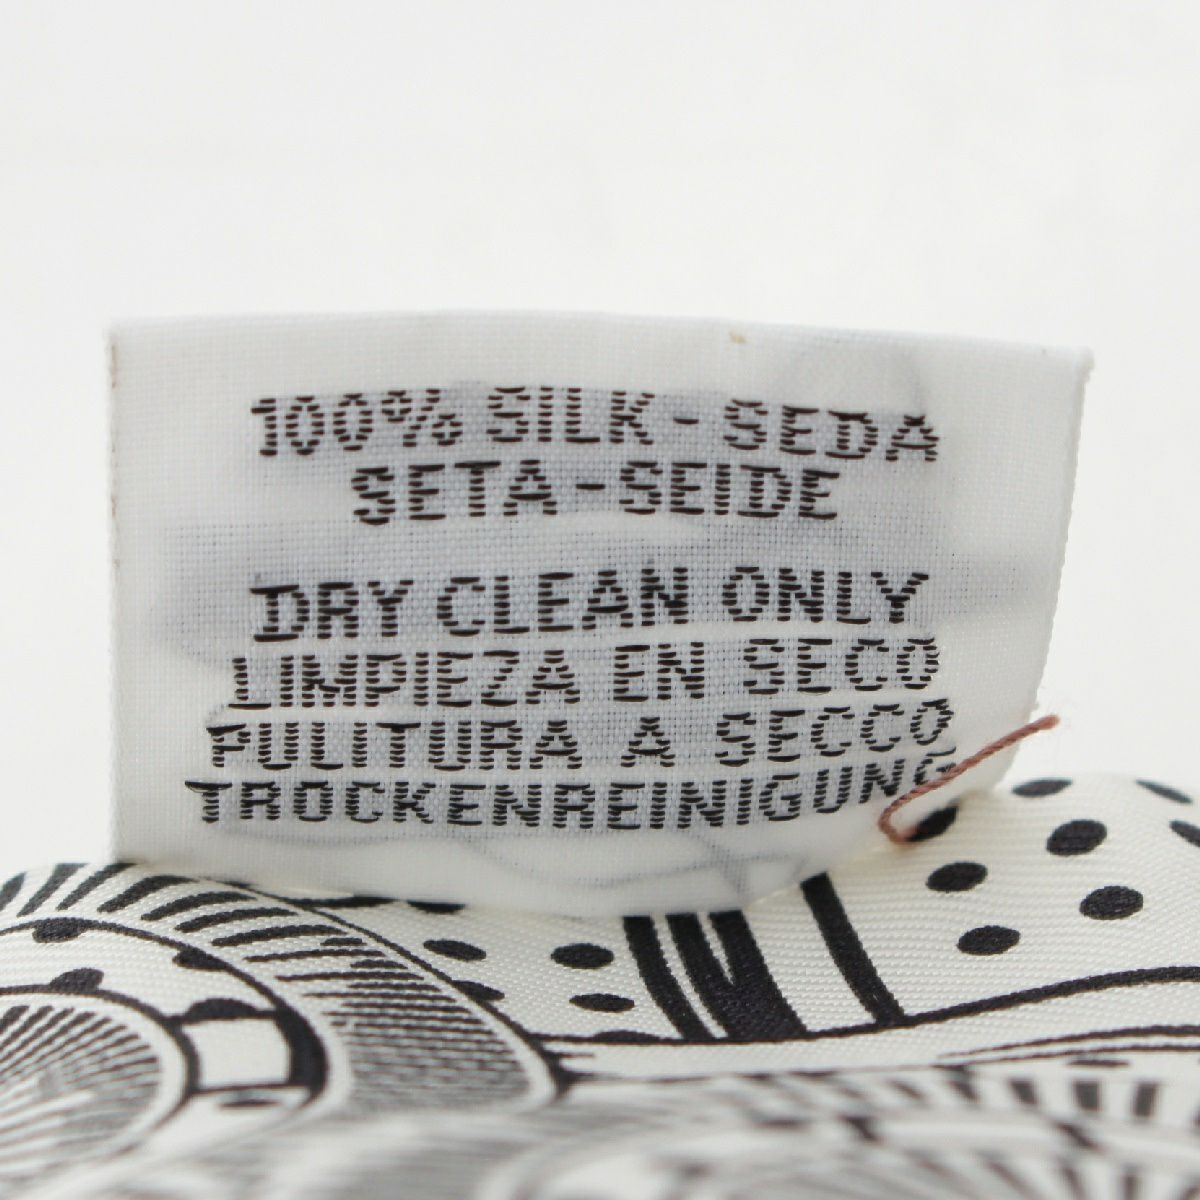 100% SILK - SEDA
SETA - SEIDE
DRY CLEAN ONLY
LIMPIEZA EN SECO
PULITURA A SECCO
TROCKENREINIGUNG